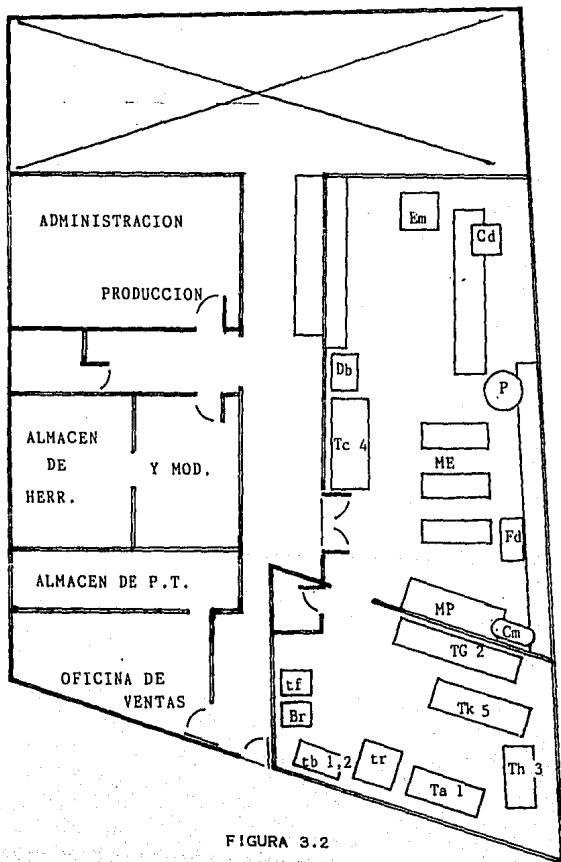 ADMINISTRACION
PRODUCCION
ALMACEN
DE
HERR.
Y MOD.
ALMACEN DE P.T.
OFICINA DE
VENTAS
Em
Cd
Db
P
Tc 4
ME
Fd
MP
Cm
TG 2
tf
Tk 5
Br
tb 1,2
tr
Ta 1
Th 3
FIGURA 3.2